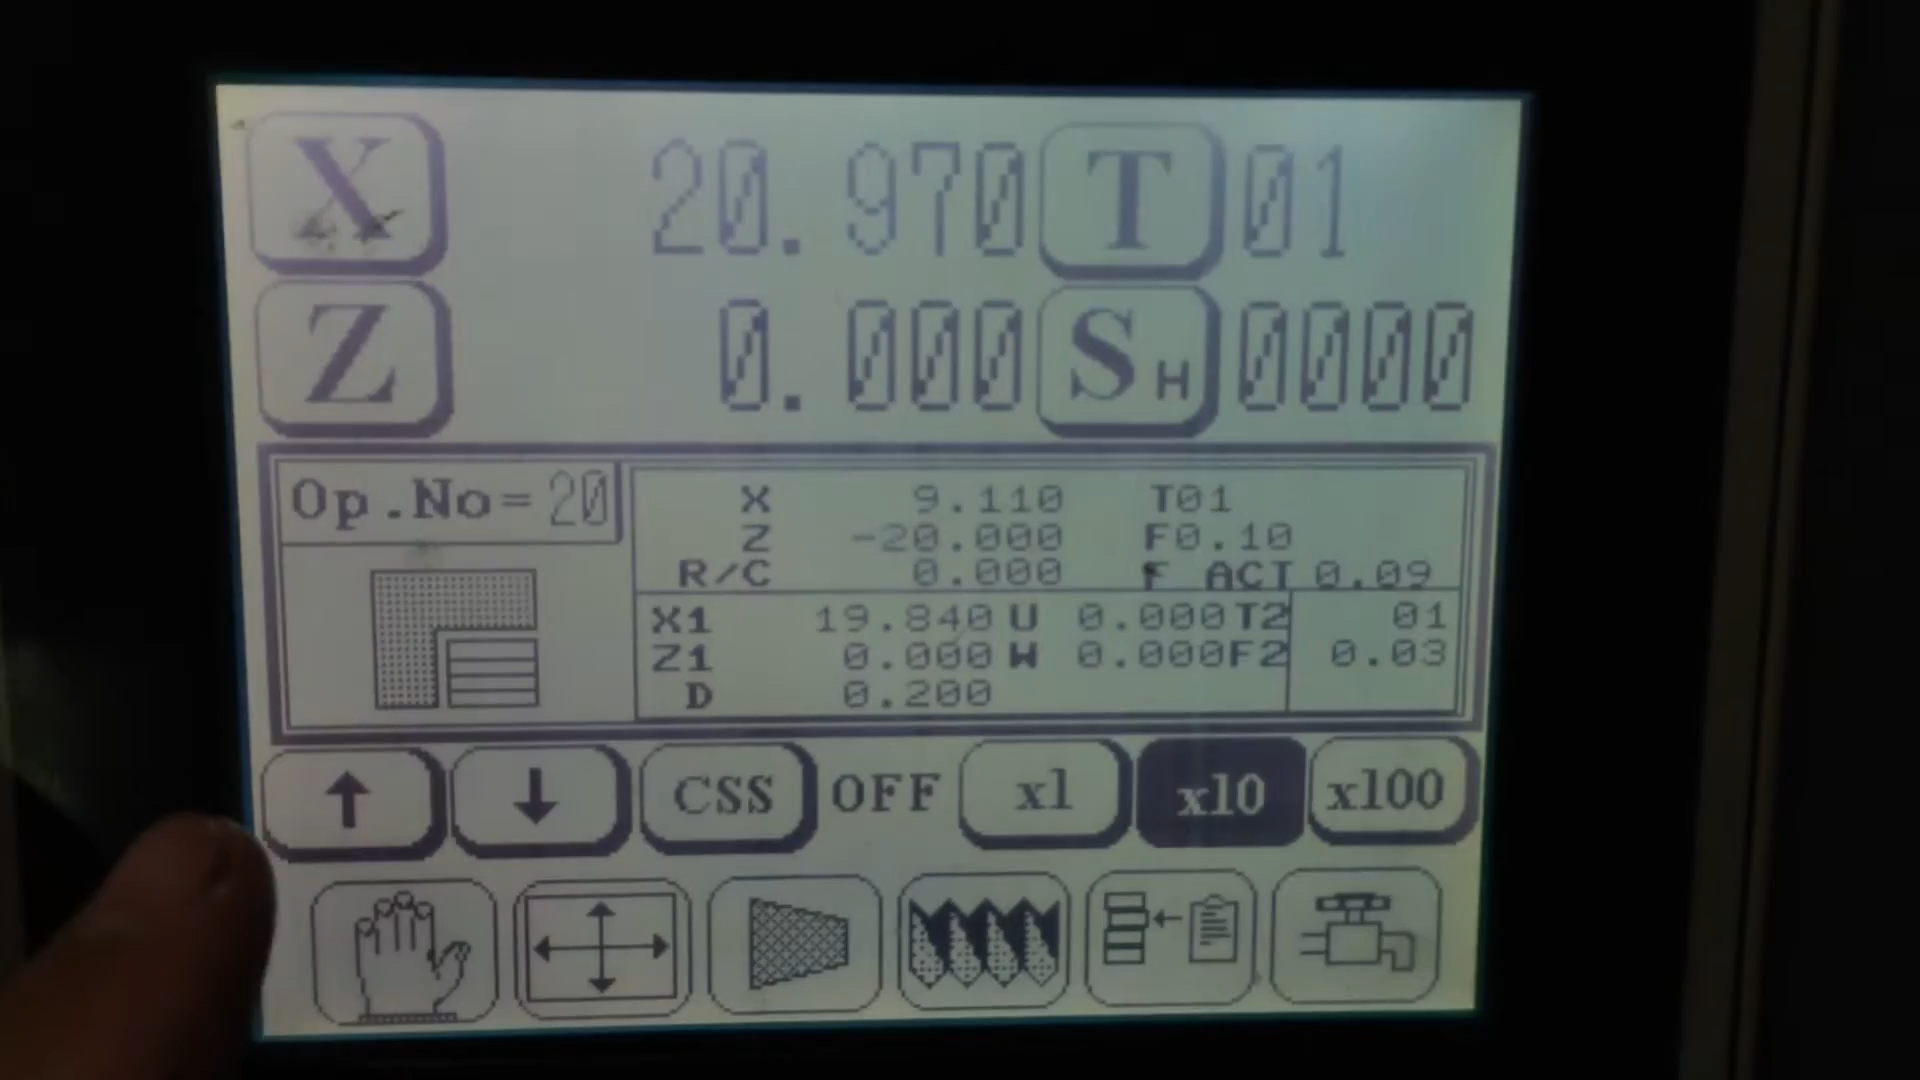 X 20.970 T 01
Z 0.000 S H 0000
Op.No=20
X 9.110 T01
Z -20.000 F0.10
R/C 0.000 F ACT 0.09
X1 19.840 U 0.000 T2 01
Z1 0.000 W 0.000 F2 0.03
D 0.200
↑ ↓ CSS OFF x1 x10 x100